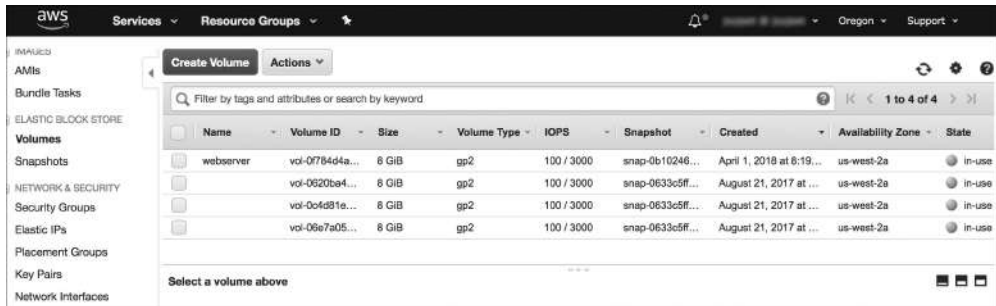 aws Services Resource Groups Oregon Support
IMAGES
AMIs
Bundle Tasks
ELASTIC BLOCK STORE
Volumes
Snapshots
NETWORK & SECURITY
Security Groups
Elastic IPs
Placement Groups
Key Pairs
Network Interfaces
Create Volume Actions
Filter by tags and attributes or search by keyword 1 to 4 of 4
Name Volume ID Size Volume Type IOPS Snapshot Created Availability Zone State
webserver vol-0f784d4a... 8 GiB gp2 100 / 3000 snap-0b10246... April 1, 2018 at 8:19... us-west-2a in-use
vol-0620ba4... 8 GiB gp2 100 / 3000 snap-0633c5ff... August 21, 2017 at ... us-west-2a in-use
vol-0c4d81e... 8 GiB gp2 100 / 3000 snap-0633c5ff... August 21, 2017 at ... us-west-2a in-use
vol-06e7a05... 8 GiB gp2 100 / 3000 snap-0633c5ff... August 21, 2017 at ... us-west-2a in-use
Select a volume above